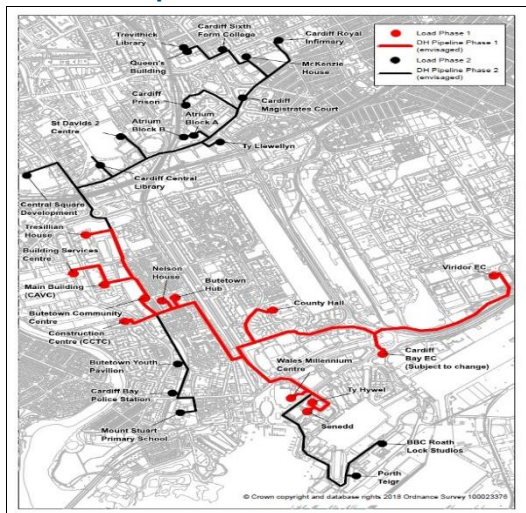 Trevithick
Library
Cardiff Sixth
Form College
Cardiff Royal
Infirmary
Load Phase 1
DH Pipeline Phase 1
(envisaged)
Load Phase 2
DH Pipeline Phase 2
(envisaged)
Queen's
Building
McKenzie
House
Cardiff
Prison
Cardiff
Magistrates Court
St Davids 2
Centre
Atrium
Block A
Atrium
Block B
Ty Llewellyn
Cardiff Central
Library
Central Square
Development
Tresillian
House
Building Services
Centre
Nelson
House
Butetown
Hub
Viridor EC
Main Building
(CAVC)
County Hall
Butetown Community
Centre
Construction
Centre (CCTC)
Cardiff
Bay EC
(Subject to change)
Wales Millennium
Centre
Butetown Youth
Pavilion
Ty Hywel
Cardiff Bay
Police Station
Senedd
Mount Stuart
Primary School
BBC Roath
Lock Studios
Porth
Teigr
© Crown copyright and database rights 2018 Ordnance Survey 100023376